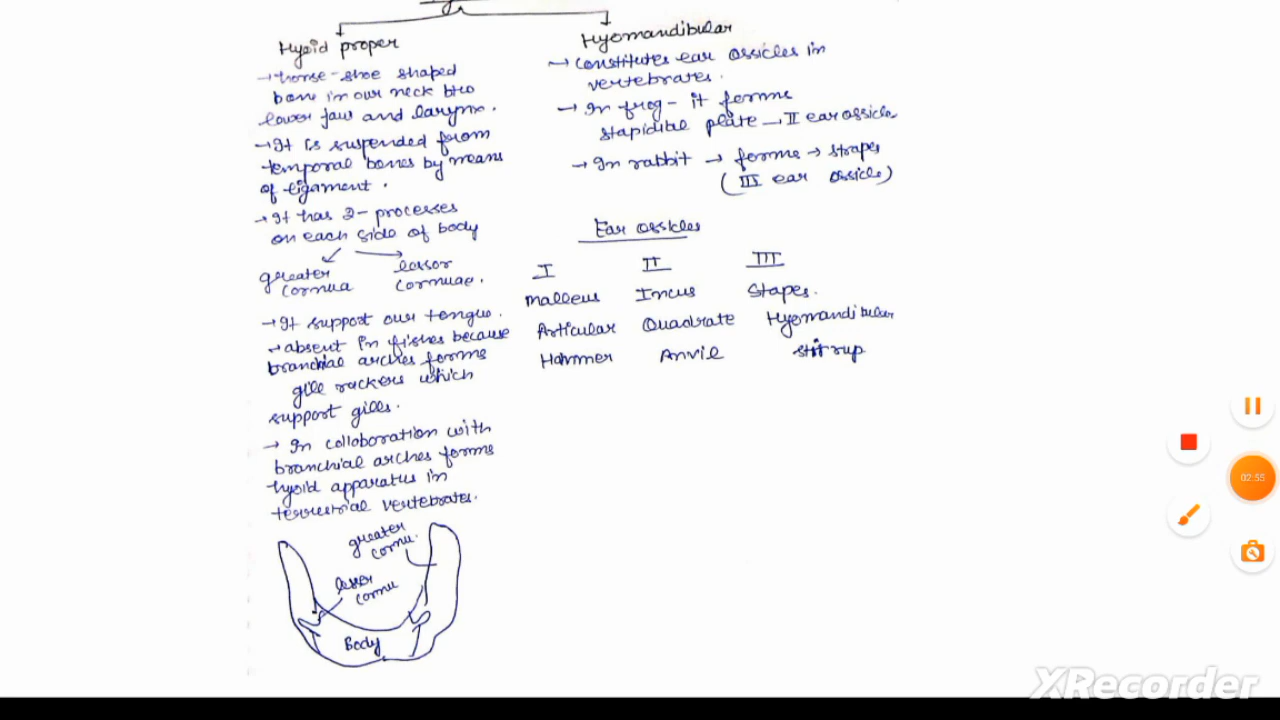 Hyoid proper
→ horse-shoe shaped
bone in our neck btw
lower jaw and larynx.
→ It is suspended from
temporal bones by means
of ligament.
→ It has 2- processes
on each side of body
greater
cornua
lessor
cornuae.
→ It support our tongue.
→ absent in fishes because
branchial arches forms
gill rackers which
support gills.
→ In collaboration with
branchial arches forms
hyoid apparatus in
terrestrial vertebrates.
greater
cornu.
lesser
cornu
Body
Hyomandibular
→ constitutes ear ossicles in
vertebrates.
→ In frog - it forms
stapidial plate → II ear ossicle
→ In rabbit → forms → strapes
(III ear ossicle)
Ear ossicles
I II III
Malleus Incus Stapes.
Articular Quadrate Hyomandibular
Hammer Anvil stirrup
02:55
XRecorder